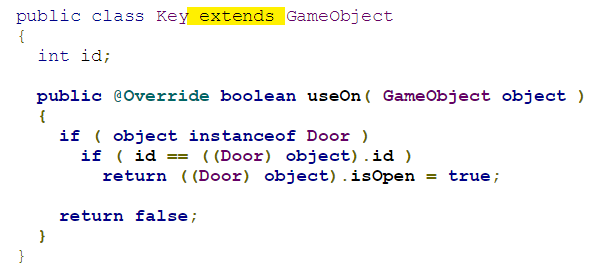 public class Key extends GameObject
{
  int id;

  public @Override boolean useOn( GameObject object )
  {
    if ( object instanceof Door )
      if ( id == ((Door) object).id )
        return ((Door) object).isOpen = true;

    return false;
  }
}